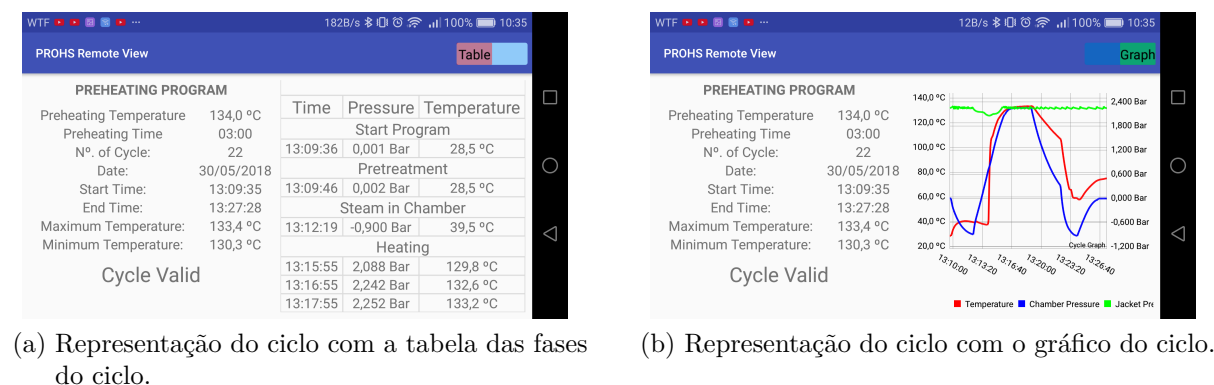 WTF ... 182B/s 100% 10:35
PROHS Remote View Table
PREHEATING PROGRAM
Preheating Temperature 134,0 ºC
Preheating Time 03:00
Nº. of Cycle: 22
Date: 30/05/2018
Start Time: 13:09:35
End Time: 13:27:28
Maximum Temperature: 133,4 ºC
Minimum Temperature: 130,3 ºC
Cycle Valid
Time Pressure Temperature
Start Program
13:09:36 0,001 Bar 28,5 ºC
Pretreatment
13:09:46 0,002 Bar 28,5 ºC
Steam in Chamber
13:12:19 -0,900 Bar 39,5 ºC
Heating
13:15:55 2,088 Bar 129,8 ºC
13:16:55 2,242 Bar 132,6 ºC
13:17:55 2,252 Bar 133,2 ºC
(a) Representação do ciclo com a tabela das fases
do ciclo.
WTF ... 12B/s 100% 10:35
PROHS Remote View Graph
PREHEATING PROGRAM
Preheating Temperature 134,0 ºC
Preheating Time 03:00
Nº. of Cycle: 22
Date: 30/05/2018
Start Time: 13:09:35
End Time: 13:27:28
Maximum Temperature: 133,4 ºC
Minimum Temperature: 130,3 ºC
Cycle Valid
140,0 ºC 2,400 Bar
120,0 ºC 1,800 Bar
100,0 ºC 1,200 Bar
80,0 ºC 0,600 Bar
60,0 ºC 0,000 Bar
40,0 ºC -0,600 Bar
20,0 ºC -1,200 Bar
Cycle Graph
13:10:00 13:13:20 13:16:40 13:20:00 13:23:20 13:26:40
Temperature Chamber Pressure Jacket Pre
(b) Representação do ciclo com o gráfico do ciclo.